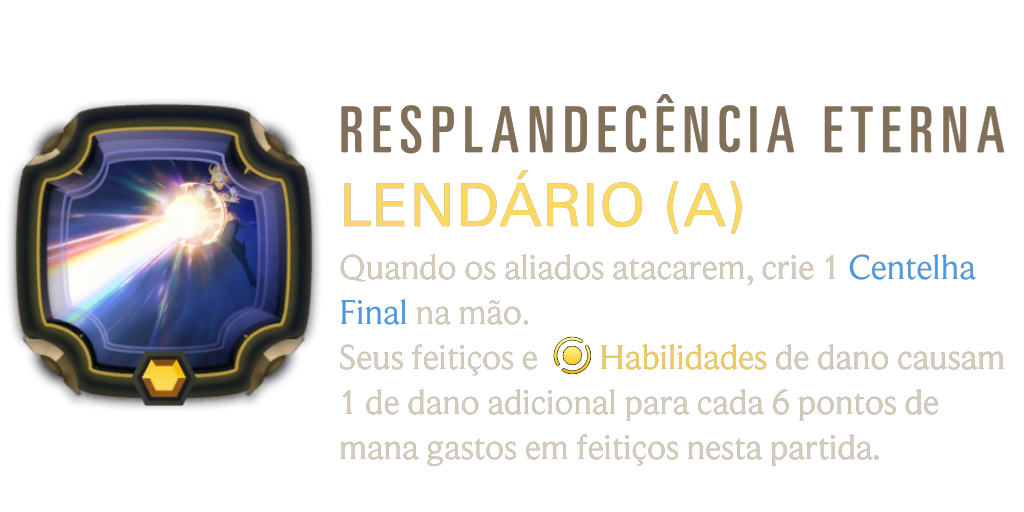 RESPLANDECÊNCIA ETERNA
LENDÁRIO (A)
Quando os aliados atacarem, crie 1 Centelha
Final na mão.
Seus feitiços e Habilidades de dano causam
1 de dano adicional para cada 6 pontos de
mana gastos em feitiços nesta partida.